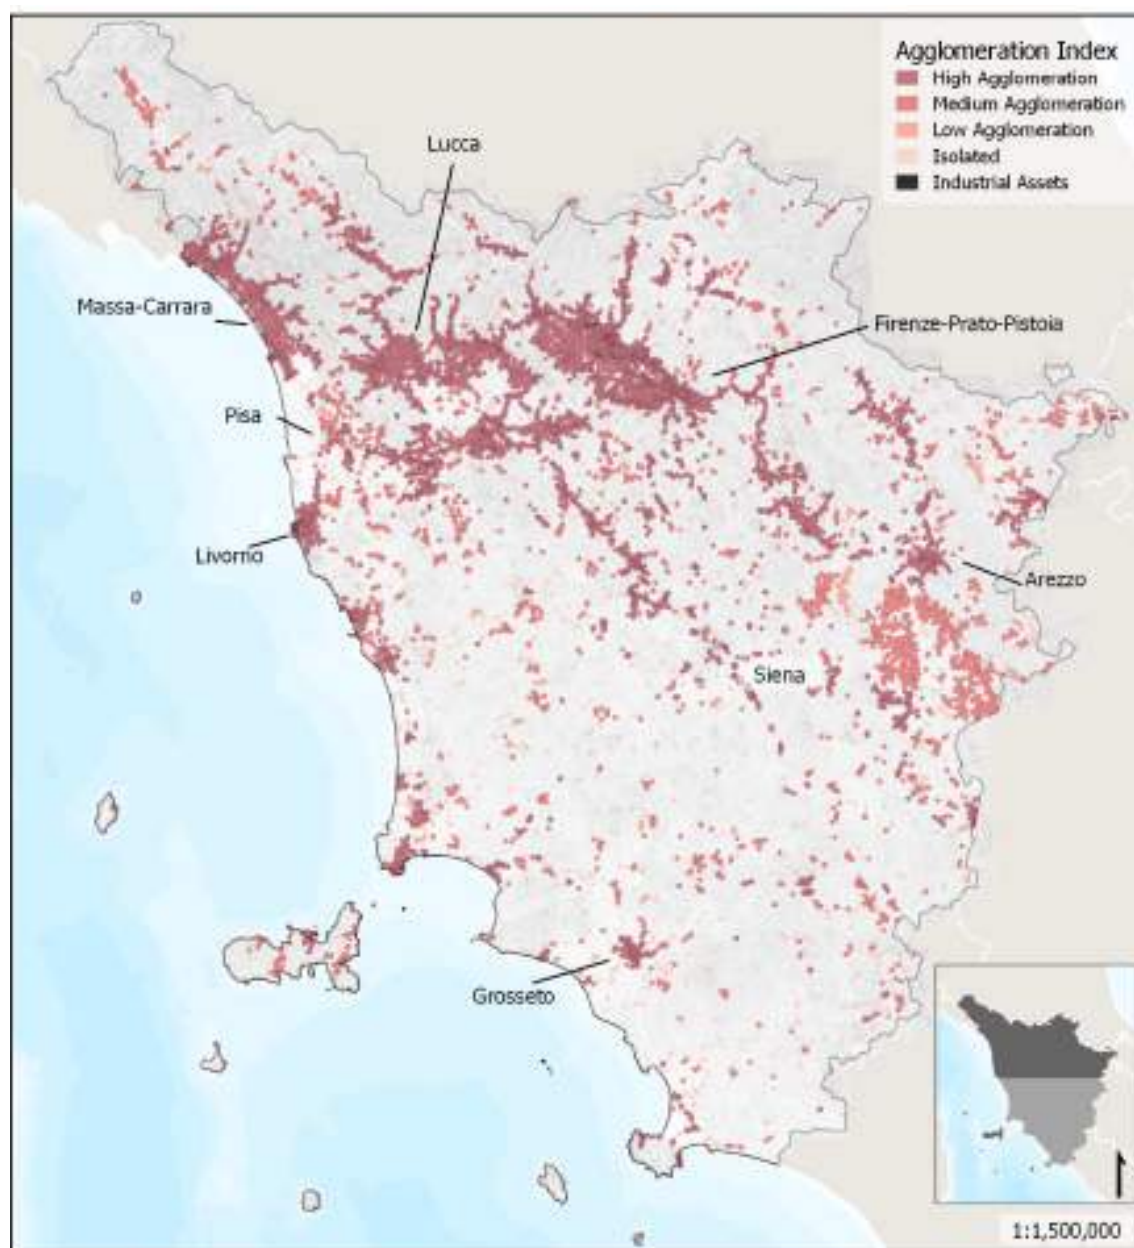 Agglomeration Index
High Agglomeration
Medium Agglomeration
Low Agglomeration
Isolated
Industrial Assets
Lucca
Massa-Carrara
Firenze-Prato-Pistoia
Pisa
Livorno
Arezzo
Siena
Grosseto
1:1,500,000